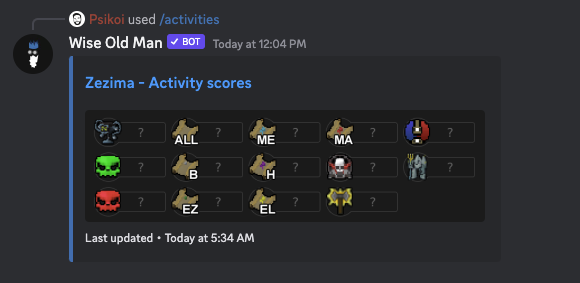 Psikoi used /activities
Wise Old Man ✓ BOT Today at 12:04 PM
Zezima - Activity scores
? ALL ? ME ? MA ? ?
? B ? H ? ? ?
? EZ ? EL ? ?
Last updated • Today at 5:34 AM